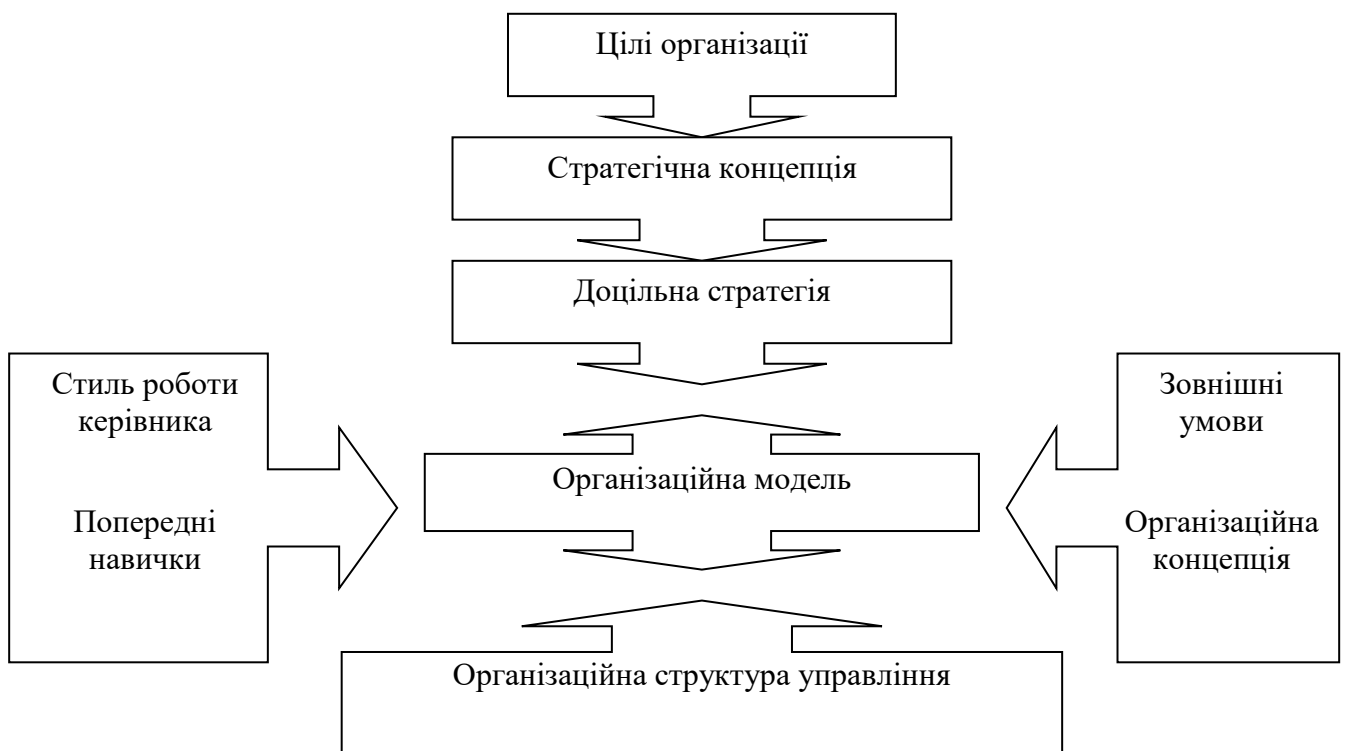 Цілі організації
Стратегічна концепція
Доцільна стратегія
Стиль роботи
керівника
Попередні
навички
Організаційна модель
Зовнішні
умови
Організаційна
концепція
Організаційна структура управління